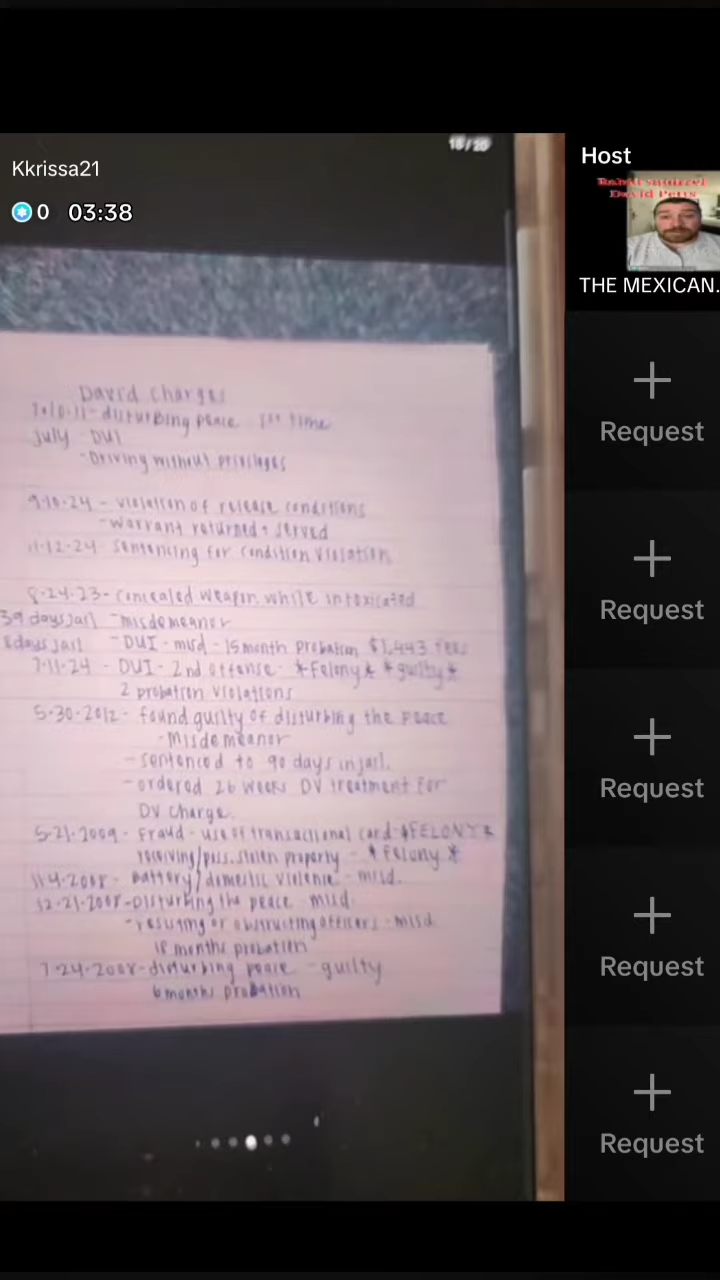 18/20
Kkrissa21
0 03:38
Host
David Petts
THE MEXICAN.
Request
Request
Request
Request
Request
David Charges
disturbing peace 1st time
July - DUI
-Driving without privileges
9-10-24 - violation of release conditions
-warrant returned + served
11-12-24 sentencing for condition violation
8-24-23- concealed weapon while intoxicated
39 days jail -misdemeanor
8 days jail -DUI - misd - 15 month probation $1,443 fees
7-11-24 - DUI - 2nd offense *Felony* *guilty*
2 probation violations
5-30-2012- found guilty of disturbing the peace
-Misdemeanor
-sentenced to 90 days in jail.
-ordered 26 weeks DV treatment for
DV charge.
5-21-2009- Fraud - use of transactional card-*FELONY*
receiving/poss. stolen property - *Felony*
11-4-2008- Battery/domestic violence - misd.
12-21-2008-Disturbing the peace - misd.
-resisting or obstructing officers - misd
18 months probation
7-24-2008-disturbing peace -guilty
6 months probation